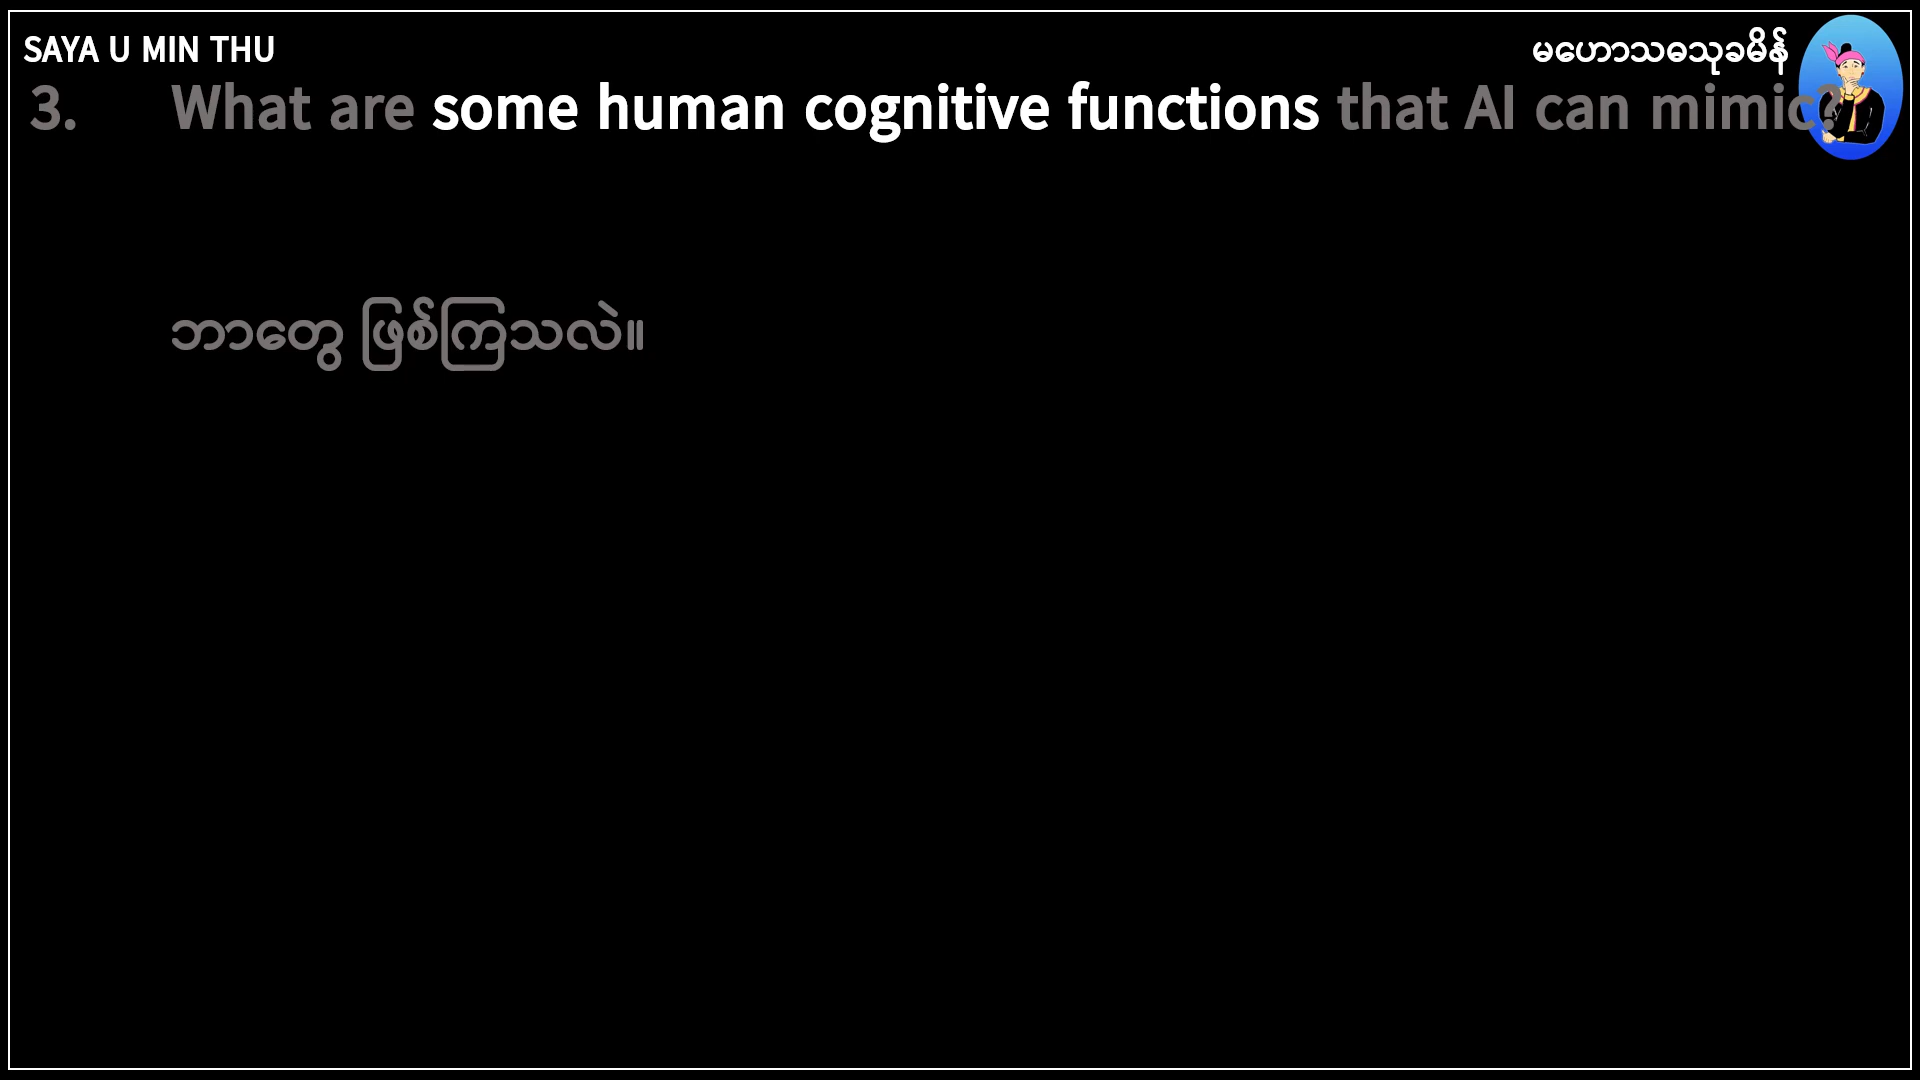 SAYA U MIN THU
မဟောသဓသုခမိန်
3. What are some human cognitive functions that AI can mimic?
ဘာတွေ ဖြစ်ကြသလဲ။